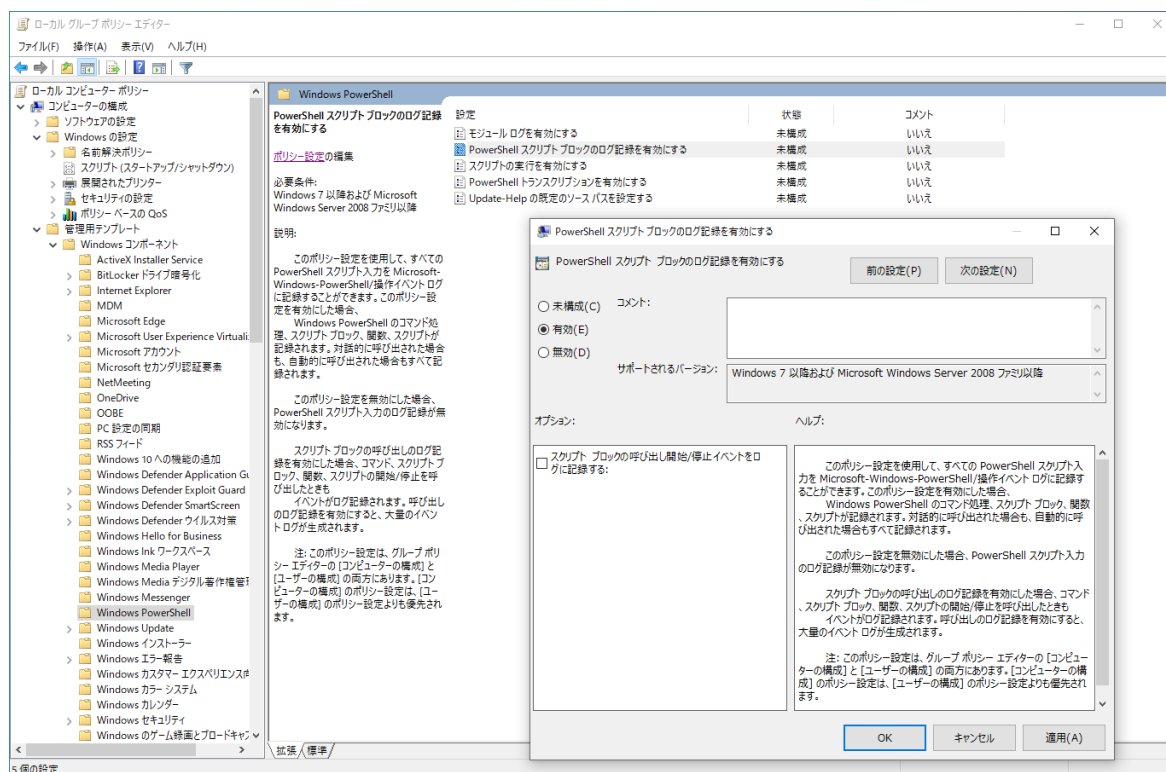 ローカル グループ ポリシー エディター
ファイル(F) 操作(A) 表示(V) ヘルプ(H)
ローカル コンピューター ポリシー
コンピューターの構成
ソフトウェアの設定
Windows の設定
名前解決ポリシー
スクリプト (スタートアップ/シャットダウン)
展開されたプリンター
セキュリティの設定
ポリシー ベースの QoS
管理用テンプレート
Windows コンポーネント
ActiveX Installer Service
BitLocker ドライブ暗号化
Internet Explorer
MDM
Microsoft Edge
Microsoft User Experience Virtuali
Microsoft アカウント
Microsoft セカンダリ認証要素
NetMeeting
OneDrive
OOBE
PC 設定の同期
RSS フィード
Windows 10 への機能の追加
Windows Defender Application Gu
Windows Defender Exploit Guard
Windows Defender SmartScreen
Windows Defender ウイルス対策
Windows Hello for Business
Windows Ink ワークスペース
Windows Media Player
Windows Media デジタル著作権管理
Windows Messenger
Windows PowerShell
Windows Update
Windows インストーラー
Windows エラー報告
Windows カスタマー エクスペリエンス向
Windows カラー システム
Windows カレンダー
Windows セキュリティ
Windows のゲーム録画とブロードキャス
5 個の設定
Windows PowerShell
PowerShell スクリプト ブロックのログ記録
を有効にする
ポリシー設定の編集
必要条件:
Windows 7 以降および Microsoft
Windows Server 2008 ファミリ以降
説明:
このポリシー設定を使用して、すべての
PowerShell スクリプト入力を Microsoft-
Windows-PowerShell/操作イベント ログ
に記録することができます。このポリシー設
定を有効にした場合、
Windows PowerShell のコマンド処
理、スクリプト ブロック、関数、スクリプトが
記録されます。対話的に呼び出された場合
も、自動的に呼び出された場合もすべて記
録されます。
このポリシー設定を無効にした場合、
PowerShell スクリプト入力のログ記録が無
効になります。
スクリプト ブロックの呼び出しのログ記
録を有効にした場合、コマンド、スクリプト ブ
ロック、関数、スクリプトの開始/停止を呼
び出したときも
イベントがログ記録されます。呼び出し
のログ記録を有効にすると、大量のイベン
ト ログが生成されます。
注: このポリシー設定は、グループ ポリ
シー エディターの [コンピューターの構成] と
[ユーザーの構成] の両方にあります。[コン
ピューターの構成] のポリシー設定は、[ユー
ザーの構成] のポリシー設定よりも優先され
ます。
拡張 標準
設定 状態 コメント
モジュール ログを有効にする 未構成 いいえ
PowerShell スクリプト ブロックのログ記録を有効にする 未構成 いいえ
スクリプトの実行を有効にする 未構成 いいえ
PowerShell トランスクリプションを有効にする 未構成 いいえ
Update-Help の既定のソース パスを設定する 未構成 いいえ
PowerShell スクリプト ブロックのログ記録を有効にする
PowerShell スクリプト ブロックのログ記録を有効にする
前の設定(P) 次の設定(N)
未構成(C) コメント:
有効(E)
無効(D)
サポートされるバージョン: Windows 7 以降および Microsoft Windows Server 2008 ファミリ以降
オプション: ヘルプ:
スクリプト ブロックの呼び出し開始/停止イベントをロ
グに記録する:
このポリシー設定を使用して、すべての PowerShell スクリプト入
力を Microsoft-Windows-PowerShell/操作イベント ログに記録す
ることができます。このポリシー設定を有効にした場合、
Windows PowerShell のコマンド処理、スクリプト ブロック、関数
、スクリプトが記録されます。対話的に呼び出された場合も、自動的に呼
び出された場合もすべて記録されます。
このポリシー設定を無効にした場合、PowerShell スクリプト入力
のログ記録が無効になります。
スクリプト ブロックの呼び出しのログ記録を有効にした場合、コマンド
、スクリプト ブロック、関数、スクリプトの開始/停止を呼び出したときも
イベントがログ記録されます。呼び出しのログ記録を有効にすると、
大量のイベント ログが生成されます。
注: このポリシー設定は、グループ ポリシー エディターの [コンピュー
ターの構成] と [ユーザーの構成] の両方にあります。[コンピューターの構
成] のポリシー設定は、[ユーザーの構成] のポリシー設定よりも優先され
ます。
OK キャンセル 適用(A)